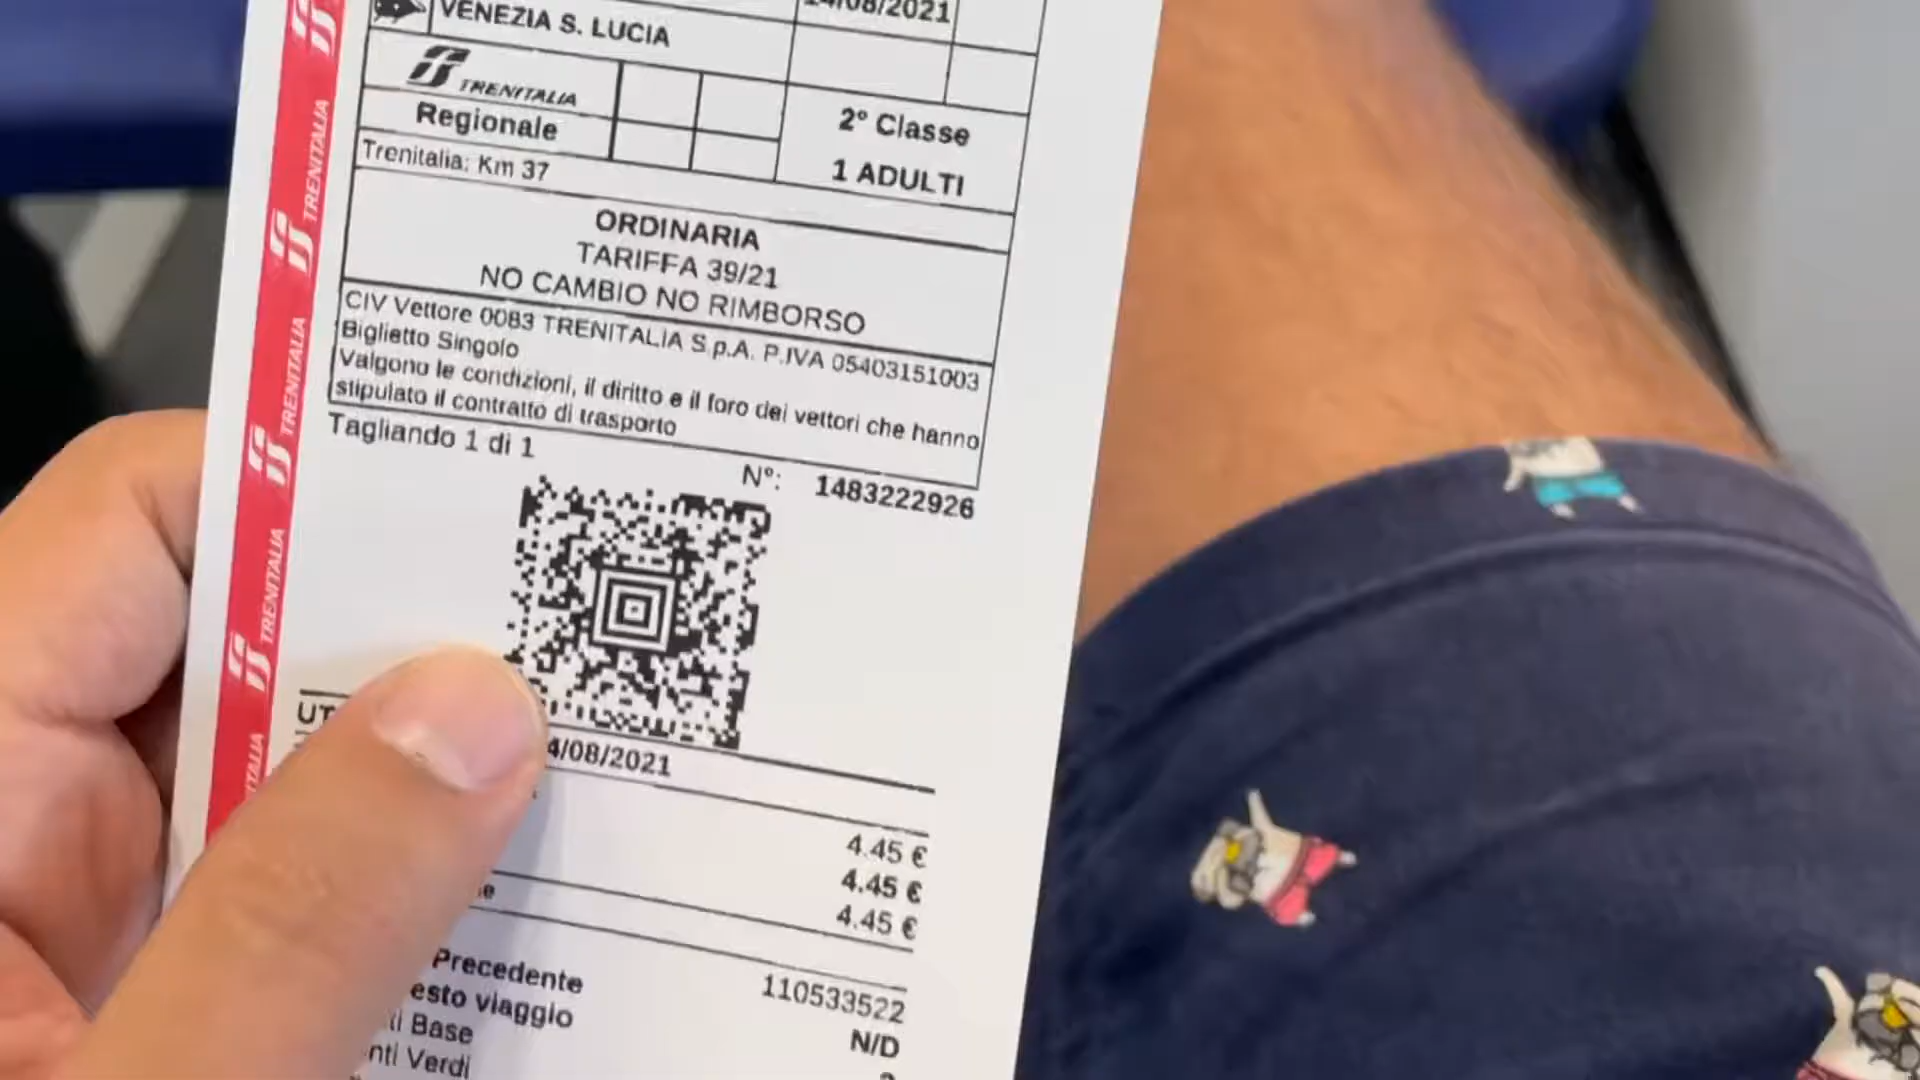 VENEZIA S. LUCIA
14/08/2021
TRENITALIA
Regionale
2° Classe
1 ADULTI
Trenitalia: Km 37
ORDINARIA
TARIFFA 39/21
NO CAMBIO NO RIMBORSO
CIV Vettore 0083 TRENITALIA S.p.A. P.IVA 05403151003
Biglietto Singolo
Valgono le condizioni, il diritto e il foro dei vettori che hanno
stipulato il contratto di trasporto
Tagliando 1 di 1
N°: 1483222926
UT
4/08/2021
4.45 €
4.45 €
4.45 €
Precedente 110533522
esto viaggio N/D
ti Base
nti Verdi
TRENITALIA
TRENITALIA
TRENITALIA
TRENITALIA
TALIA